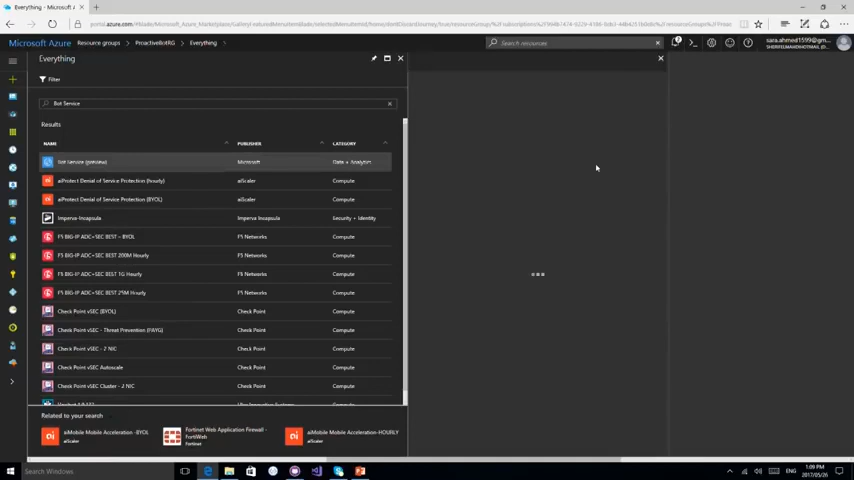 Everything - Microsoft Az
portal.azure.com
Microsoft Azure
Resource groups
ProactiveBotRG
Everything
Search resources
2
sara.ahmed1599@gm...
Everything
Filter
Bot Service
Results
NAME PUBLISHER CATEGORY
Bot Service (preview) Microsoft Data + Analytics
aiProtect Denial of Service Protection (hourly) aiScaler Compute
aiProtect Denial of Service Protection (BYOL) aiScaler Compute
Imperva-Incapsula Imperva Incapsula Security + Identity
F5 BIG-IP ADC+SEC BEST – BYOL F5 Networks Compute
F5 BIG-IP ADC+SEC BEST 200M Hourly F5 Networks Compute
F5 BIG-IP ADC+SEC BEST 1G Hourly F5 Networks Compute
F5 BIG-IP ADC+SEC BEST 25M Hourly F5 Networks Compute
Check Point vSEC (BYOL) Check Point Compute
Check Point vSEC - Threat Prevention (PAYG) Check Point Compute
Check Point vSEC - 2 NIC Check Point Compute
Check Point vSEC Autoscale Check Point Compute
Check Point vSEC Cluster - 2 NIC Check Point Compute
Related to your search
aiMobile Mobile Acceleration -BYOL
aiScaler
Fortinet Web Application Firewall -
FortiWeb
Fortinet
aiMobile Mobile Acceleration-HOURLY
aiScaler
Search Windows
ENG
1:09 PM
2017/05/26